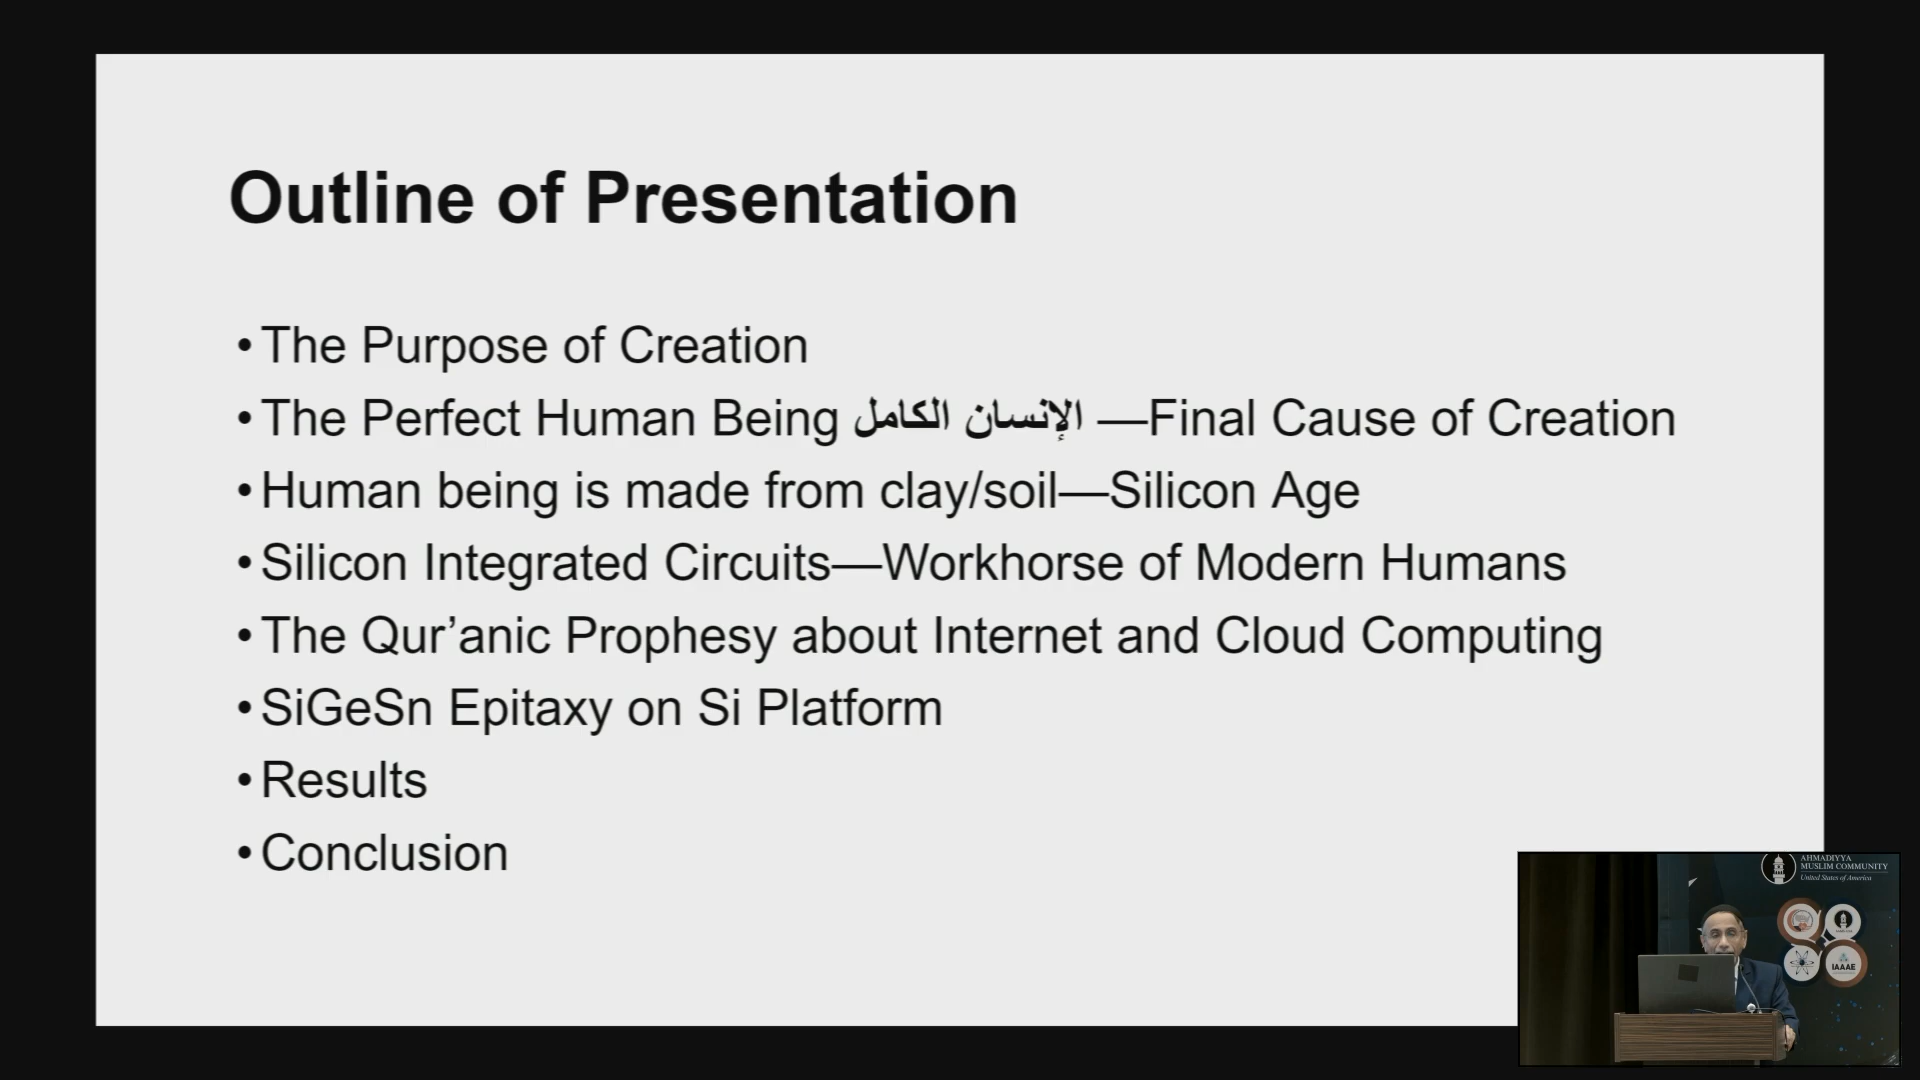 Outline of Presentation
•The Purpose of Creation
•The Perfect Human Being الإنسان الكامل —Final Cause of Creation
•Human being is made from clay/soil—Silicon Age
•Silicon Integrated Circuits—Workhorse of Modern Humans
•The Qur’anic Prophesy about Internet and Cloud Computing
•SiGeSn Epitaxy on Si Platform
•Results
•Conclusion
AHMADIYYA
MUSLIM COMMUNITY
United States of America
IAAAE